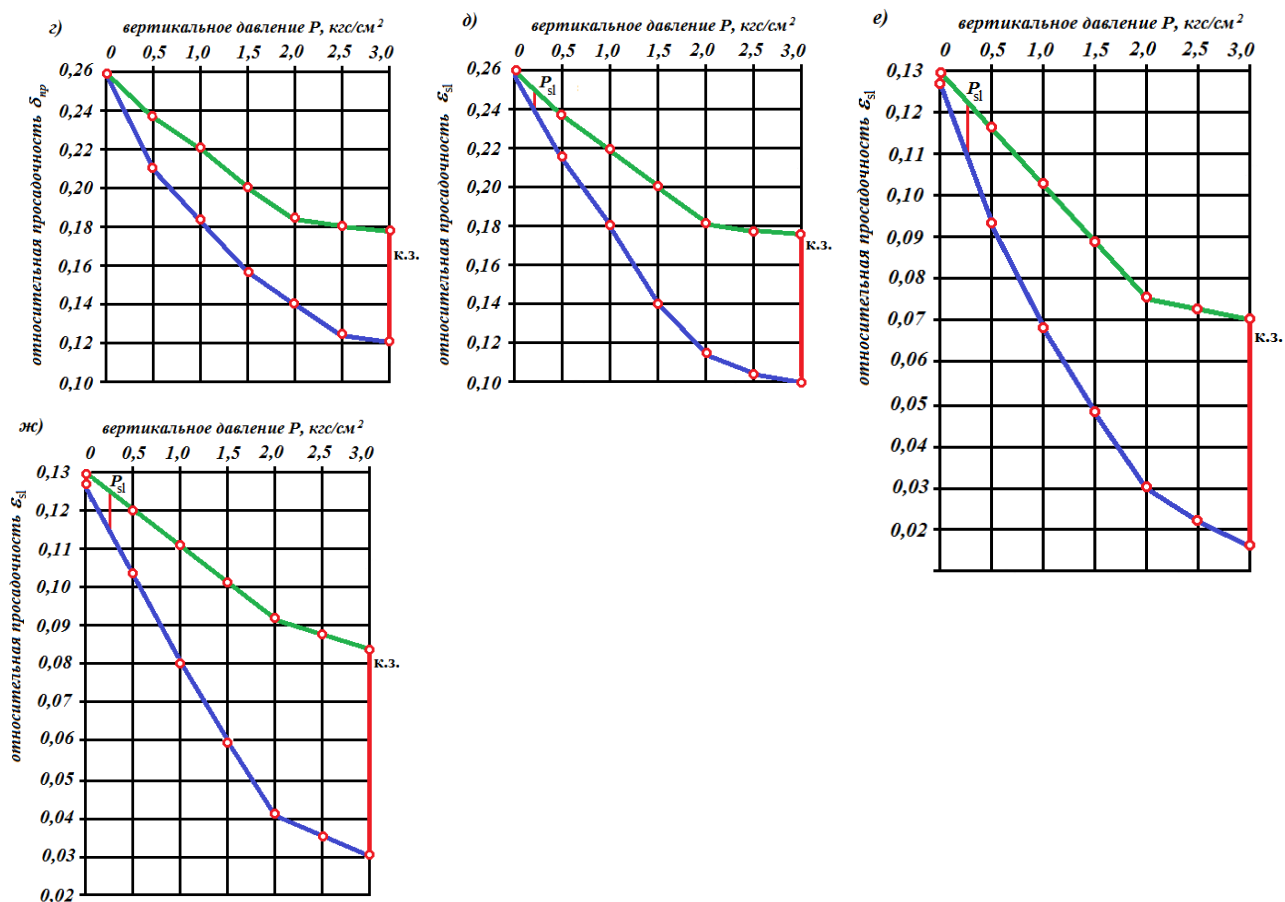 г)
вертикальное давление P, кгс/см²
0 0,5 1,0 1,5 2,0 2,5 3,0
относительная просадочность δпр
0,26
0,24
0,22
0,20
0,18
0,16
0,14
0,12
0,10
к.з.
д)
вертикальное давление P, кгс/см²
0 0,5 1,0 1,5 2,0 2,5 3,0
относительная просадочность εsl
0,26
0,24
0,22
0,20
0,18
0,16
0,14
0,12
0,10
Psl
к.з.
е)
вертикальное давление P, кгс/см²
0 0,5 1,0 1,5 2,0 2,5 3,0
относительная просадочность εsl
0,13
0,12
0,11
0,10
0,09
0,08
0,07
0,06
0,05
0,04
0,03
0,02
Psl
к.з.
ж)
вертикальное давление P, кгс/см²
0 0,5 1,0 1,5 2,0 2,5 3,0
относительная просадочность εsl
0,13
0,12
0,11
0,10
0,09
0,08
0,07
0,06
0,05
0,04
0,03
0.02
Psl
к.з.